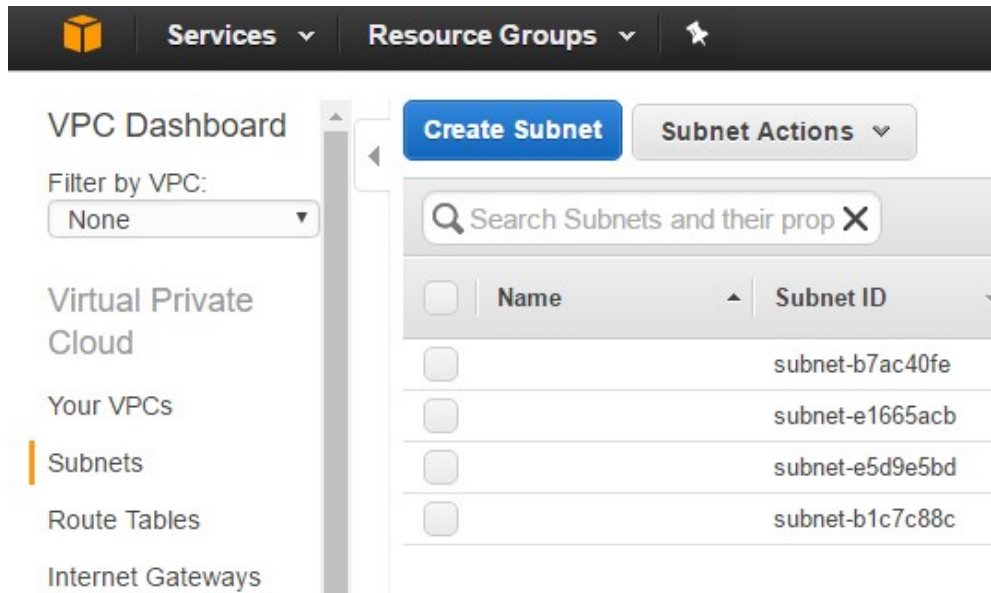 Services Resource Groups
VPC Dashboard
Filter by VPC:
None
Virtual Private
Cloud
Your VPCs
Subnets
Route Tables
Internet Gateways
Create Subnet Subnet Actions
Search Subnets and their prop
Name Subnet ID
subnet-b7ac40fe
subnet-e1665acb
subnet-e5d9e5bd
subnet-b1c7c88c